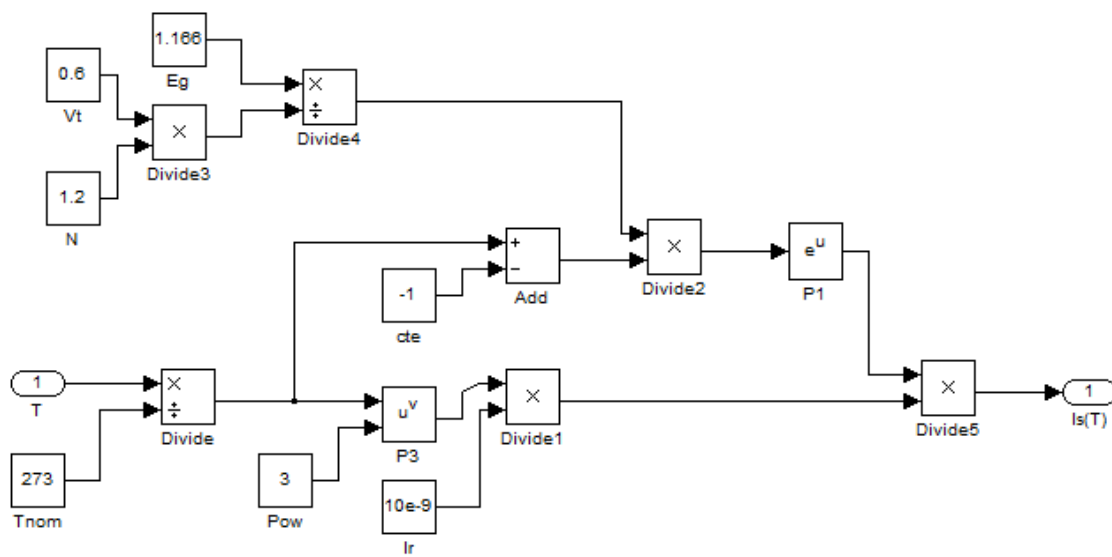 1.166
Eg
0.6
Vt
×
÷
Divide4
×
Divide3
1.2
N
+
−
Add
×
Divide2
e^u
P1
-1
cte
1
T
×
÷
Divide
273
Tnom
u^v
P3
3
Pow
×
Divide1
10e-9
Ir
×
Divide5
1
Is(T)